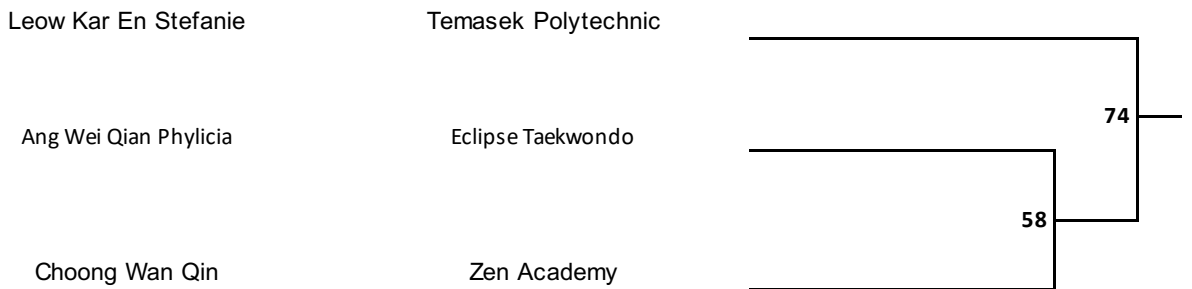 Leow Kar En Stefanie Temasek Polytechnic
74
Ang Wei Qian Phylicia Eclipse Taekwondo
58
Choong Wan Qin Zen Academy